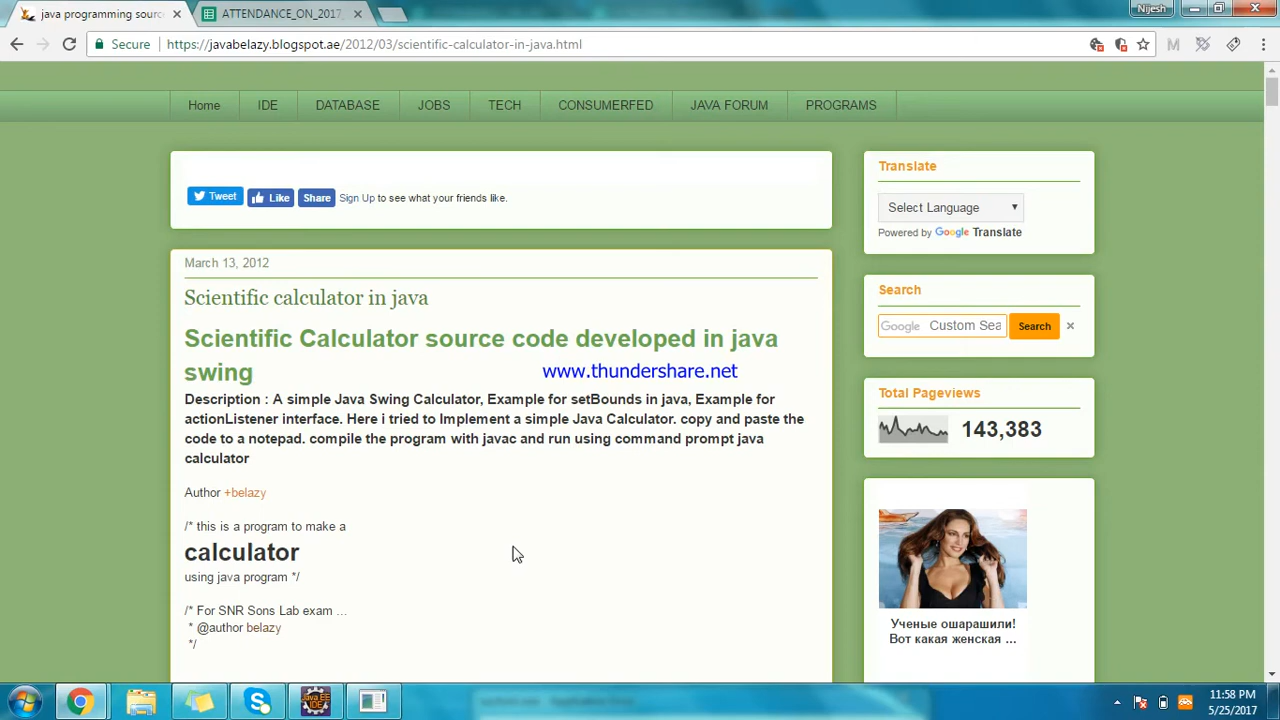 java programming sourc
ATTENDANCE_ON_2017
Nijesh
Secure
https://javabelazy.blogspot.ae/2012/03/scientific-calculator-in-java.html
Home
IDE
DATABASE
JOBS
TECH
CONSUMERFED
JAVA FORUM
PROGRAMS
Tweet
Like
Share
Sign Up to see what your friends like.
March 13, 2012
Scientific calculator in java
Scientific Calculator source code developed in java
swing
www.thundershare.net
Description : A simple Java Swing Calculator, Example for setBounds in java, Example for
actionListener interface. Here i tried to Implement a simple Java Calculator. copy and paste the
code to a notepad. compile the program with javac and run using command prompt java
calculator
Author +belazy
/* this is a program to make a
calculator
using java program */
/* For SNR Sons Lab exam ...
* @author belazy
*/
Translate
Select Language
Powered by Google Translate
Search
Google Custom Sea
Search
Total Pageviews
143,383
Ученые ошарашили!
Вот какая женская ...
Java EE
IDE
11:58 PM
5/25/2017